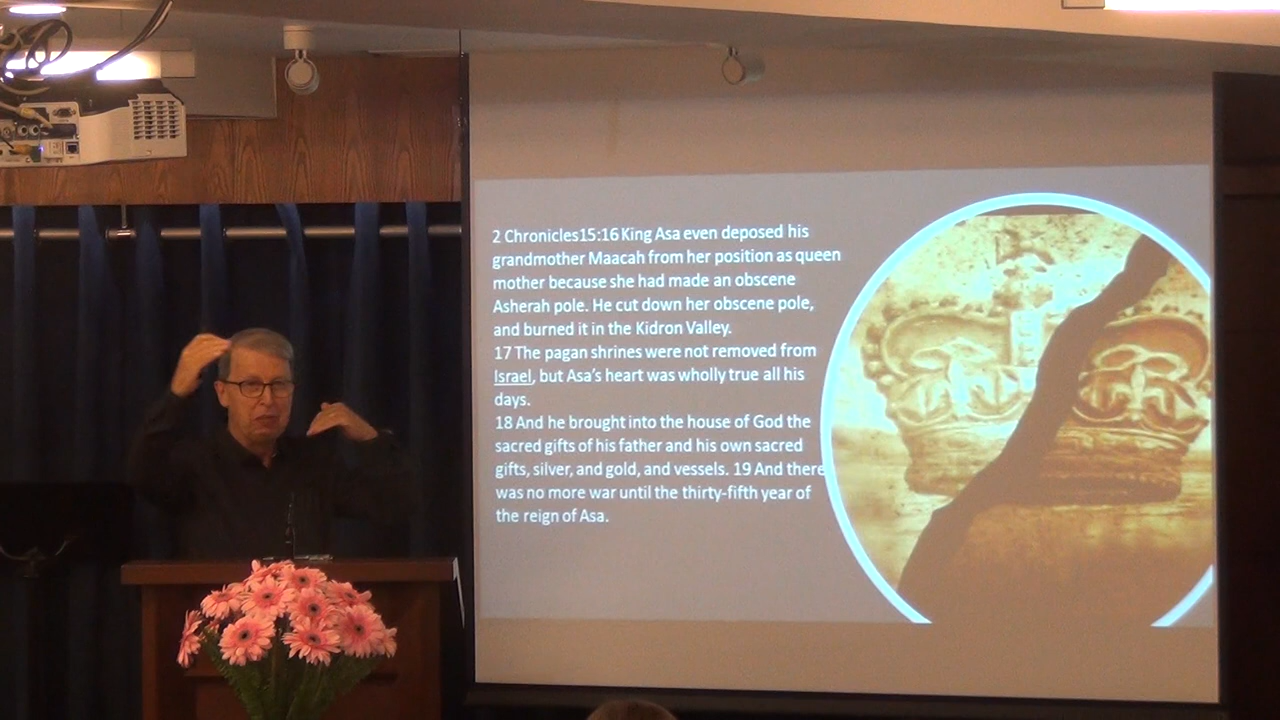 2 Chronicles15:16 King Asa even deposed his
grandmother Maacah from her position as queen
mother because she had made an obscene
Asherah pole. He cut down her obscene pole,
and burned it in the Kidron Valley.
17 The pagan shrines were not removed from
Israel, but Asa's heart was wholly true all his
days.
18 And he brought into the house of God the
sacred gifts of his father and his own sacred
gifts, silver, and gold, and vessels. 19 And there
was no more war until the thirty-fifth year of
the reign of Asa.